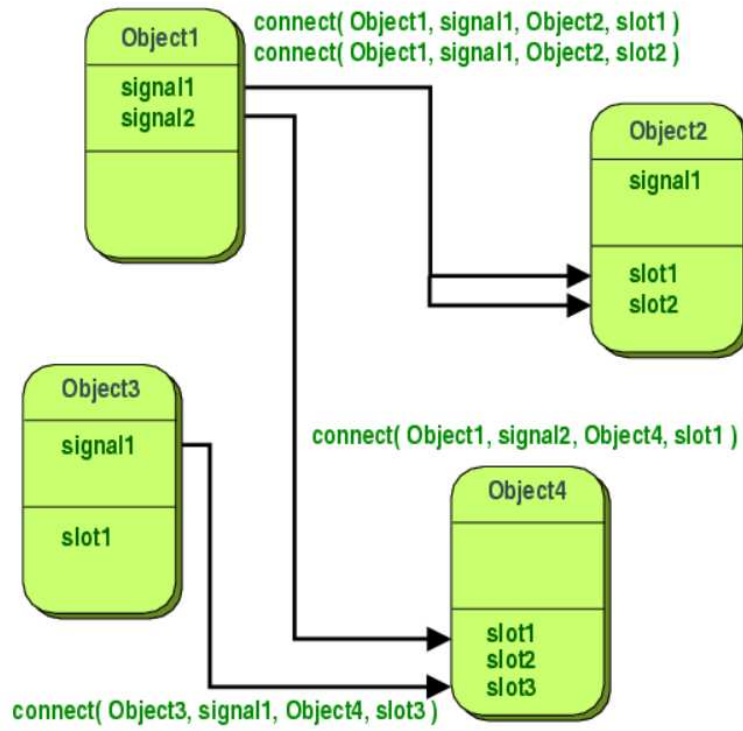 Object1
signal1
signal2
connect( Object1, signal1, Object2, slot1 )
connect( Object1, signal1, Object2, slot2 )
Object2
signal1
slot1
slot2
Object3
signal1
slot1
connect( Object1, signal2, Object4, slot1 )
Object4
slot1
slot2
slot3
connect( Object3, signal1, Object4, slot3 )